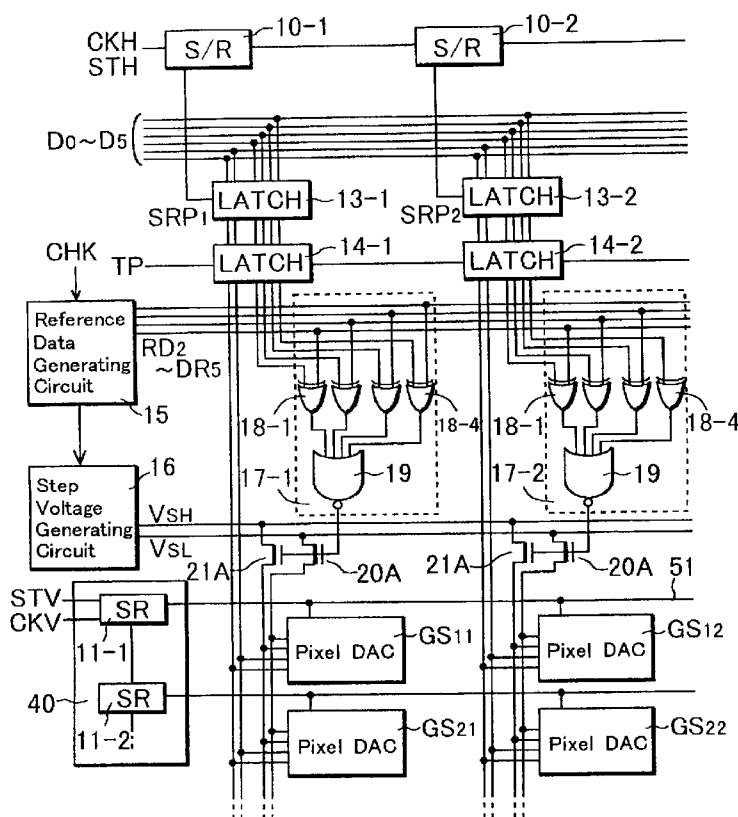 10-1
10-2
CKH
STH
S/R
S/R
D0~D5
LATCH
13-1
LATCH
13-2
SRP1
SRP2
CHK
TP
LATCH
14-1
LATCH
14-2
Reference
Data
Generating
Circuit
RD2
~DR5
15
18-1
18-4
18-1
18-4
16
17-1
19
17-2
19
Step
Voltage
Generating
Circuit
VSH
VSL
21A
20A
21A
20A
51
STV
CKV
SR
11-1
Pixel DAC
GS11
Pixel DAC
GS12
40
SR
11-2
Pixel DAC
GS21
Pixel DAC
GS22